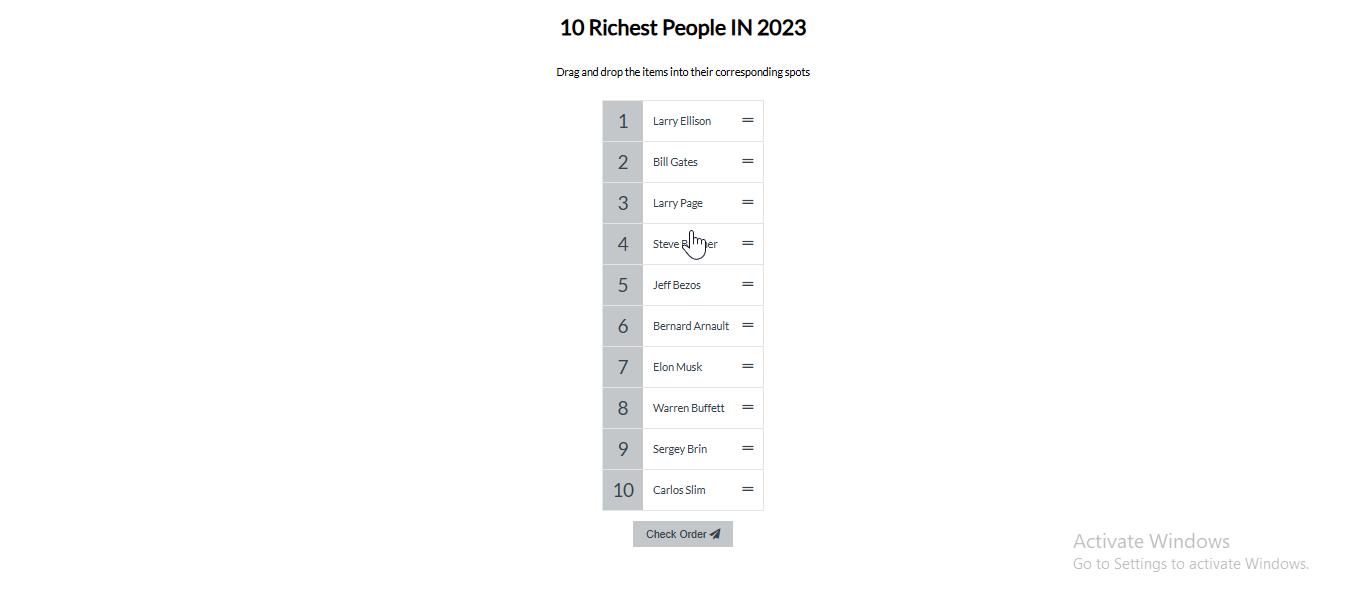 10 Richest People IN 2023
Drag and drop the items into their corresponding spots
1 Larry Ellison
2 Bill Gates
3 Larry Page
4 Steve
5 Jeff Bezos
6 Bernard Arnault
7 Elon Musk
8 Warren Buffett
9 Sergey Brin
10 Carlos Slim
Check Order
Activate Windows
Go to Settings to activate Windows.